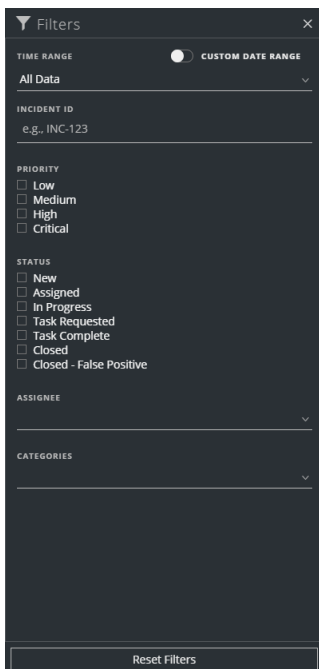 Filters
TIME RANGE CUSTOM DATE RANGE
All Data
INCIDENT ID
e.g., INC-123
PRIORITY
Low
Medium
High
Critical
STATUS
New
Assigned
In Progress
Task Requested
Task Complete
Closed
Closed - False Positive
ASSIGNEE
CATEGORIES
Reset Filters